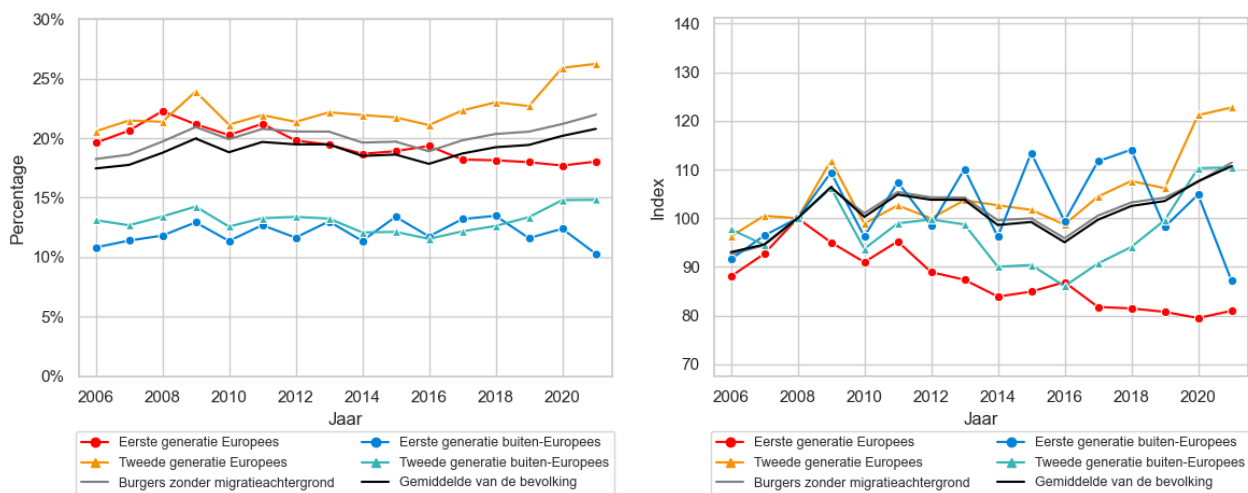 30%
25%
20%
15%
10%
5%
0%
Percentage
2006 2008 2010 2012 2014 2016 2018 2020
Jaar
Eerste generatie Europees
Eerste generatie buiten-Europees
Tweede generatie Europees
Tweede generatie buiten-Europees
Burgers zonder migratieachtergrond
Gemiddelde van de bevolking
140
130
120
110
100
90
80
70
Index
2006 2008 2010 2012 2014 2016 2018 2020
Jaar
Eerste generatie Europees
Eerste generatie buiten-Europees
Tweede generatie Europees
Tweede generatie buiten-Europees
Burgers zonder migratieachtergrond
Gemiddelde van de bevolking